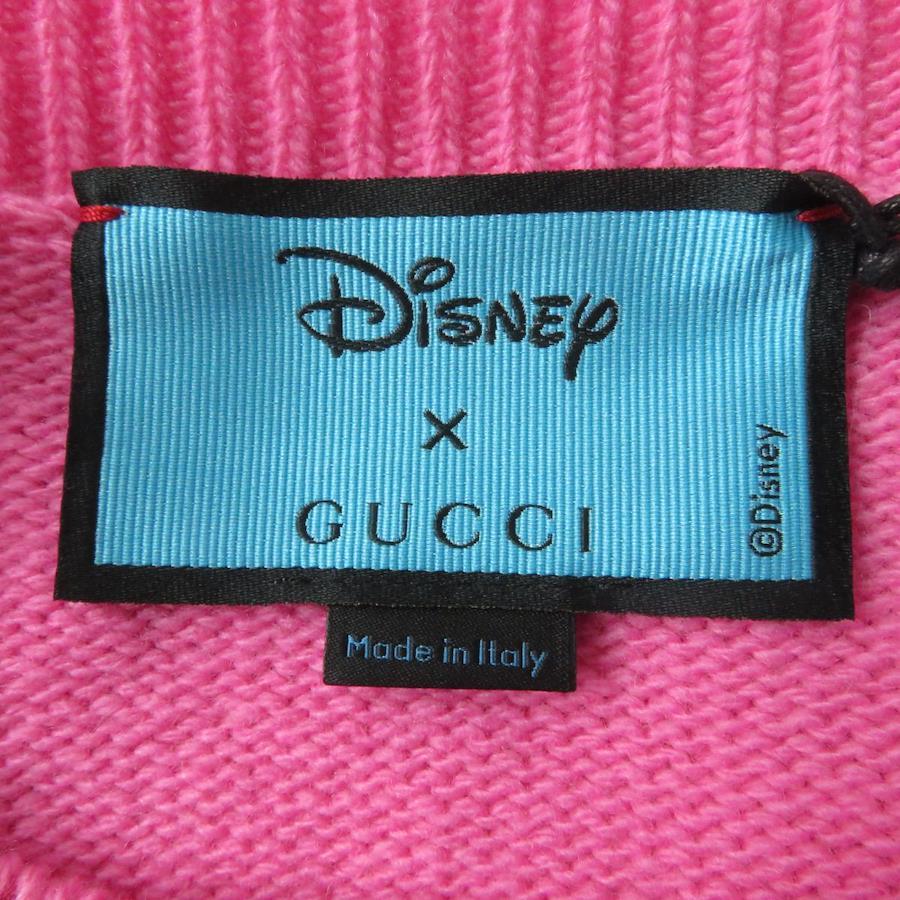 Disney
×
GUCCI
©Disney
Made in Italy